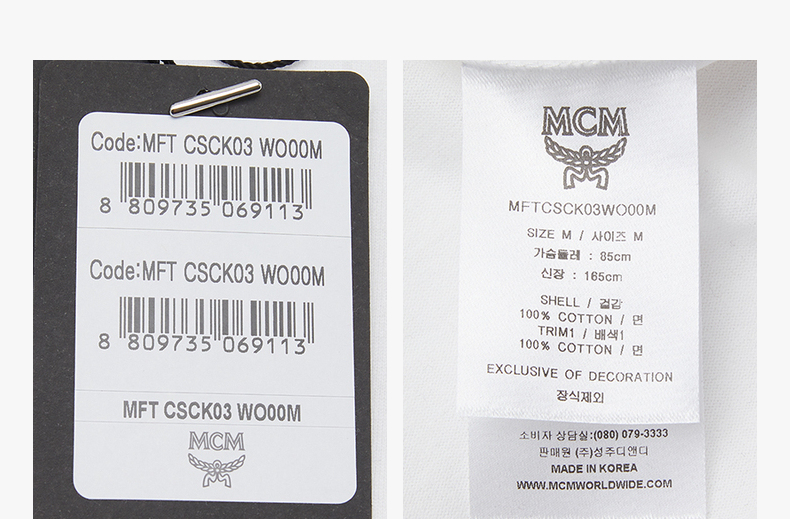 Code:MFT CSCK03 WO00M
8 809735 069113
Code:MFT CSCK03 WO00M
8 809735 069113
MFT CSCK03 WO00M
MCM
MCM
MFTCSCK03WO00M
SIZE M / 사이즈 M
가슴둘레 : 85cm
신장 : 165cm
SHELL / 겉감
100% COTTON / 면
TRIM1 / 배색1
100% COTTON / 면
EXCLUSIVE OF DECORATION
장식제외
소비자 상담실:(080) 079-3333
판매원 (주)성주디앤디
MADE IN KOREA
WWW.MCMWORLDWIDE.COM